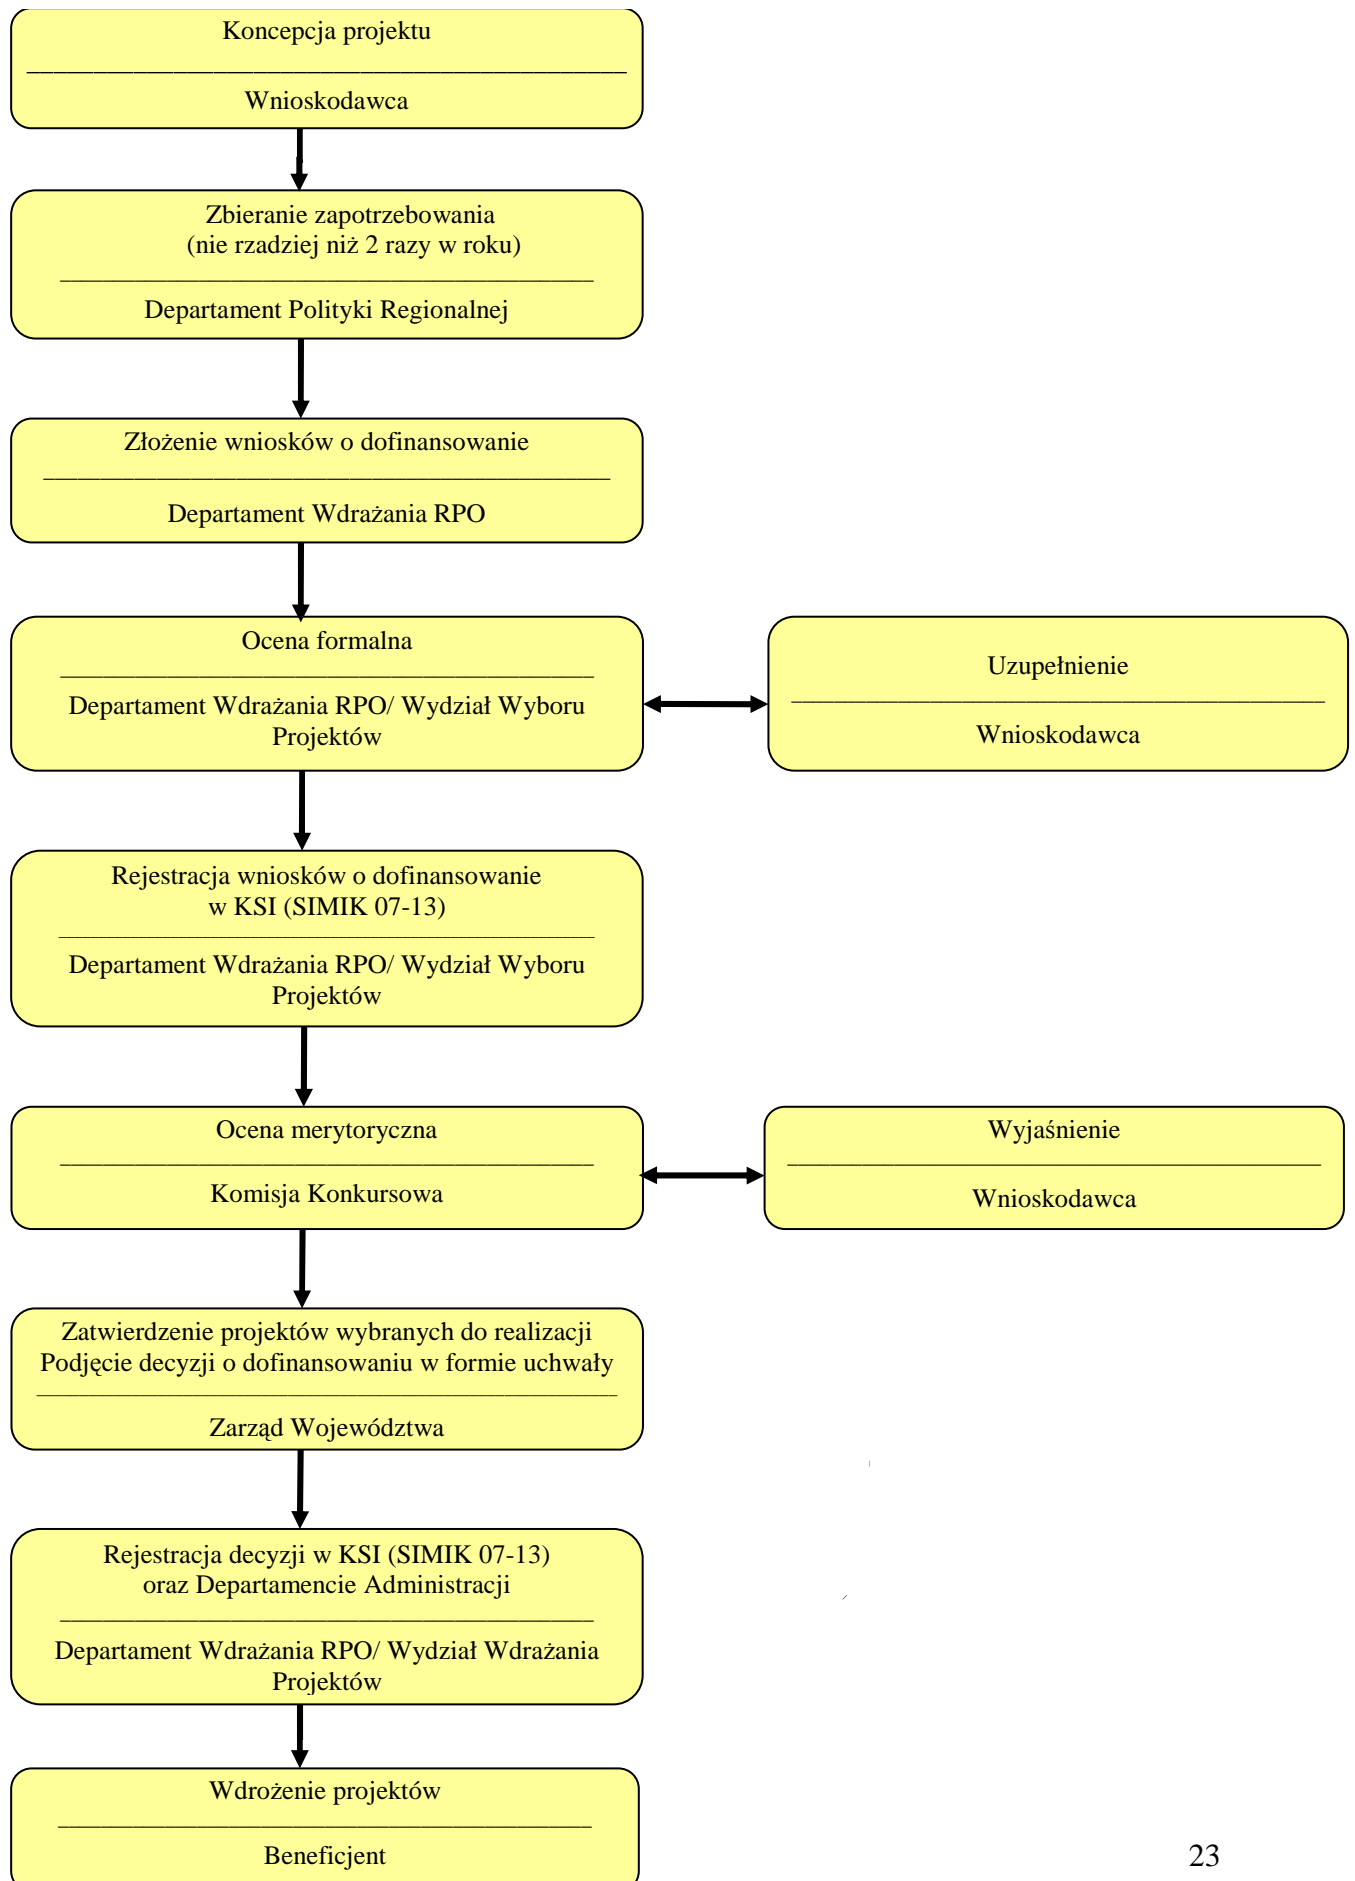 Koncepcja projektu
Wnioskodawca
Zbieranie zapotrzebowania
(nie rzadziej niż 2 razy w roku)
Departament Polityki Regionalnej
Złożenie wniosków o dofinansowanie
Departament Wdrażania RPO
Ocena formalna
Departament Wdrażania RPO/ Wydział Wyboru
Projektów
Uzupełnienie
Wnioskodawca
Rejestracja wniosków o dofinansowanie
w KSI (SIMIK 07-13)
Departament Wdrażania RPO/ Wydział Wyboru
Projektów
Ocena merytoryczna
Komisja Konkursowa
Wyjaśnienie
Wnioskodawca
Zatwierdzenie projektów wybranych do realizacji
Podjęcie decyzji o dofinansowaniu w formie uchwały
Zarząd Województwa
Rejestracja decyzji w KSI (SIMIK 07-13)
oraz Departamencie Administracji
Departament Wdrażania RPO/ Wydział Wdrażania
Projektów
Wdrożenie projektów
Beneficjent
23